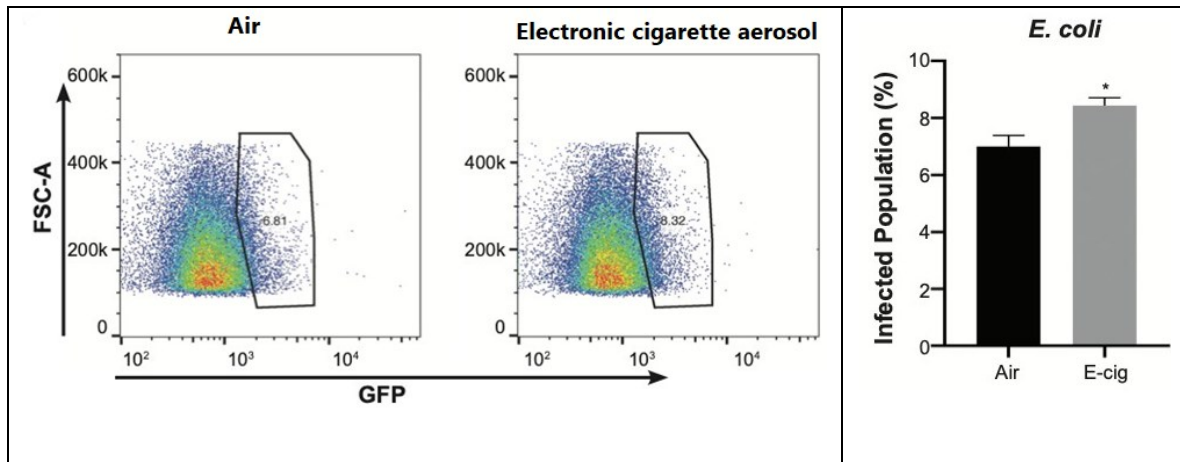 Air
Electronic cigarette aerosol
600k
400k
200k
0
FSC-A
6.81
10²
10³
10⁴
600k
400k
200k
0
8.32
10²
10³
10⁴
GFP
E. coli
Infected Population (%)
10
8
6
4
2
0
*
Air
E-cig